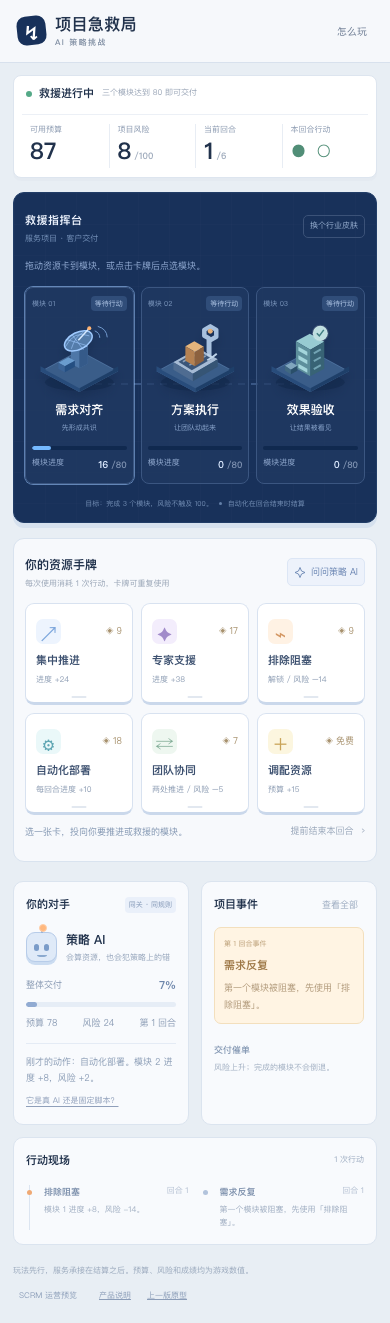 项目急救局
AI 策略挑战
怎么玩
救援进行中 三个模块达到 80 即可交付
可用预算 项目风险 当前回合 本回合行动
87 8 /100 1 /6
救援指挥台
服务项目 · 客户交付
换个行业皮肤
拖动资源卡到模块，或点击卡牌后点选模块。
模块 01 等待行动 模块 02 等待行动 模块 03 等待行动
需求对齐 方案执行 效果验收
先形成共识 让团队动起来 让结果被看见
模块进度 16 /80 模块进度 0 /80 模块进度 0 /80
目标：完成 3 个模块，风险不触及 100。 自动化在回合结束时结算
你的资源手牌
每次使用消耗 1 次行动，卡牌可重复使用
问问策略 AI
◈ 9 ◈ 17 ◈ 9
集中推进 专家支援 排除阻塞
进度 +24 进度 +38 解锁 / 风险 −14
◈ 18 ◈ 7 ◈ 免费
自动化部署 团队协同 调配资源
每回合进度 +10 两处推进 / 风险 −5 预算 +15
选一张卡，投向你要推进或救援的模块。 提前结束本回合 ›
你的对手 同关 · 同规则
策略 AI
会算资源，也会犯策略上的错
整体交付 7%
预算 78 风险 24 第 1 回合
刚才的动作：自动化部署。模块 2 进
度 +8，风险 +2。
它是真 AI 还是固定脚本？
项目事件 查看全部
第 1 回合事件
需求反复
第一个模块被阻塞，先使用「排
除阻塞」。
交付催单
风险上升；完成的模块不会倒退。
行动现场 1 次行动
排除阻塞 回合 1
模块 1 进度 +8，风险 −14。
需求反复 回合 1
第一个模块被阻塞，先使用「排除阻
塞」。
玩法先行，服务承接在结算之后。预算、风险和成绩均为游戏数值。
SCRM 运营预览 产品说明 上一版原型